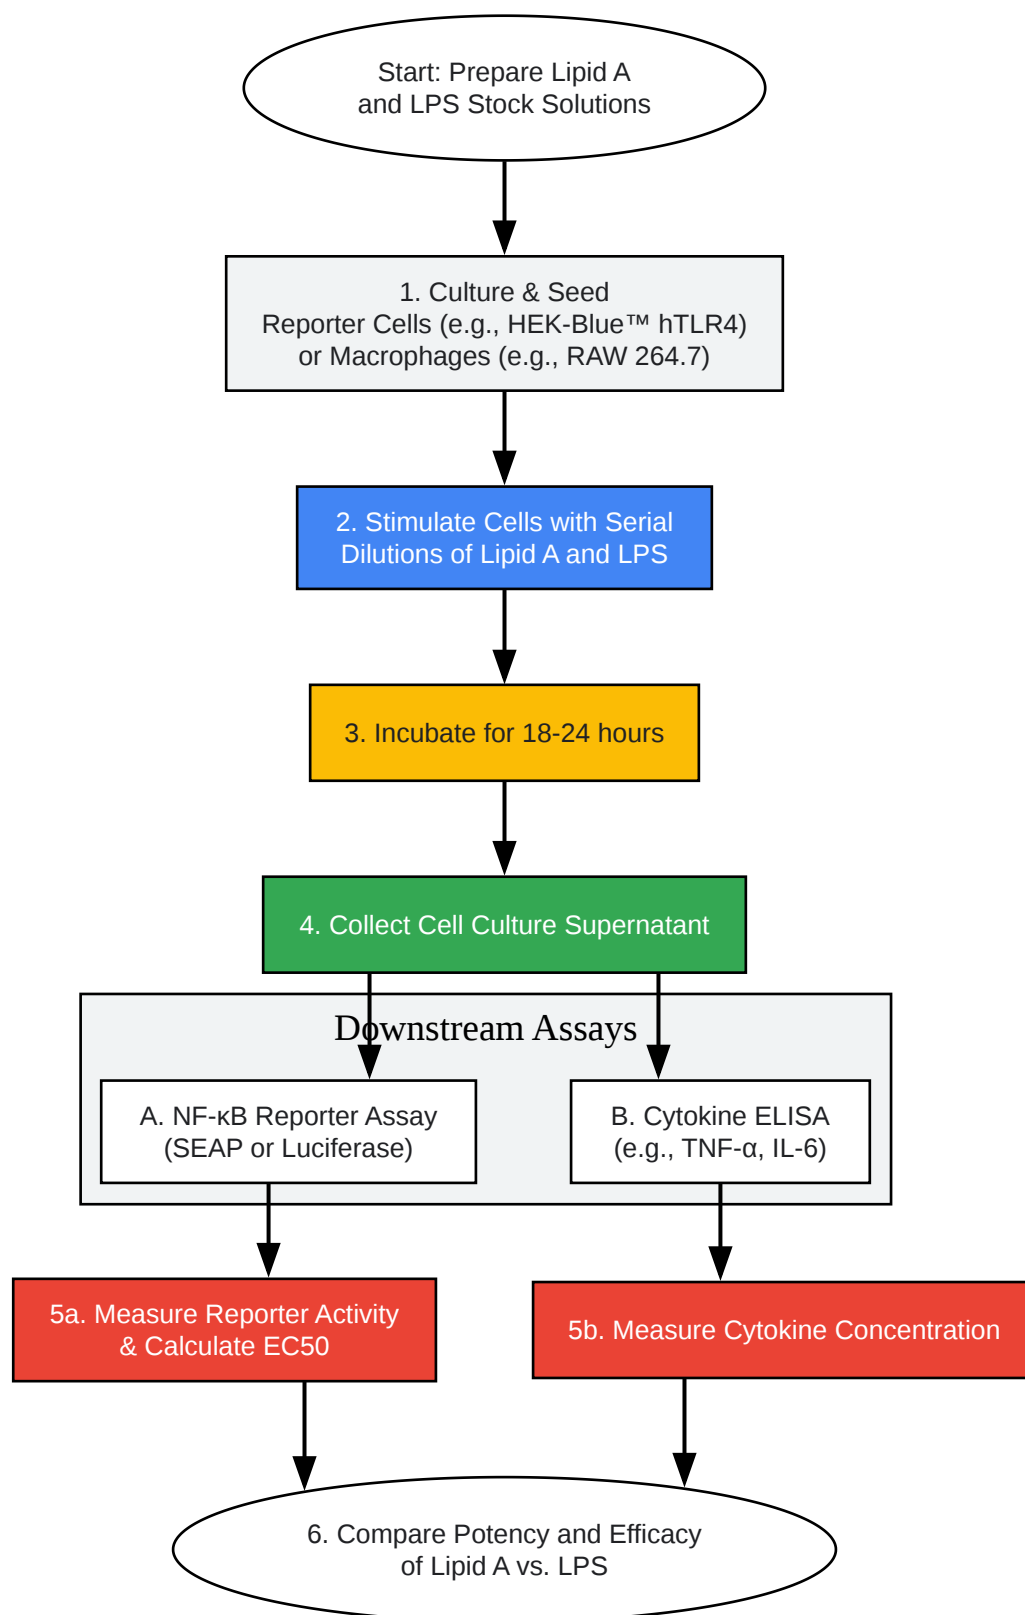 Start: Prepare Lipid A
and LPS Stock Solutions
1. Culture & Seed
Reporter Cells (e.g., HEK-Blue™ hTLR4)
or Macrophages (e.g., RAW 264.7)
2. Stimulate Cells with Serial
Dilutions of Lipid A and LPS
3. Incubate for 18-24 hours
4. Collect Cell Culture Supernatant
Downstream Assays
A. NF-κB Reporter Assay
(SEAP or Luciferase)
B. Cytokine ELISA
(e.g., TNF-α, IL-6)
5a. Measure Reporter Activity
& Calculate EC50
5b. Measure Cytokine Concentration
6. Compare Potency and Efficacy
of Lipid A vs. LPS